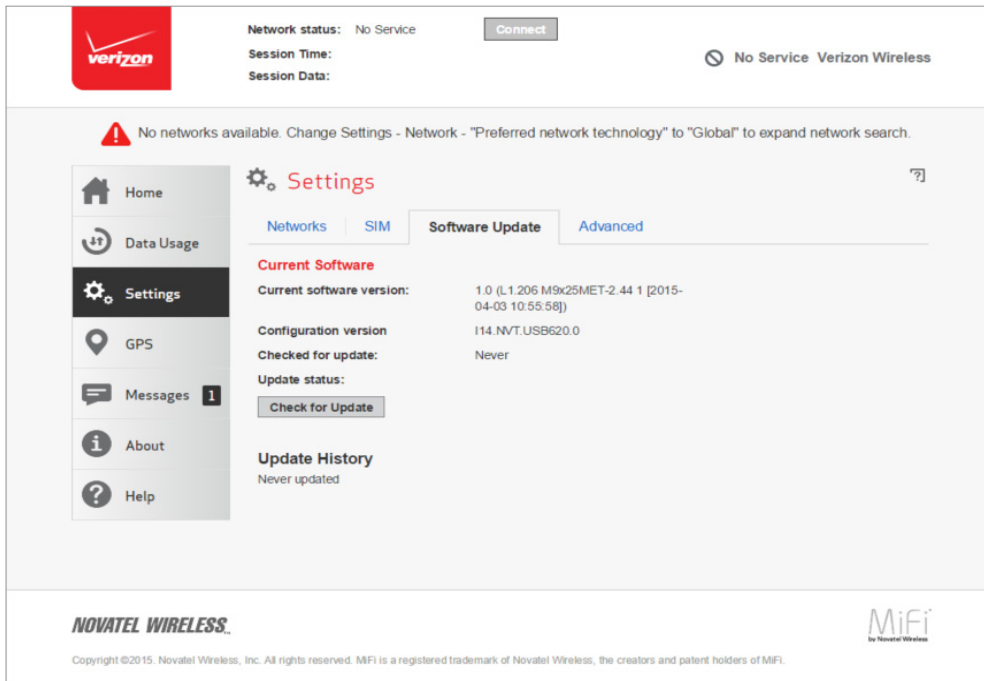 verizon
Network status: No Service
Connect
Session Time:
Session Data:
No Service Verizon Wireless
No networks available. Change Settings - Network - "Preferred network technology" to "Global" to expand network search.
Home
Data Usage
Settings
GPS
Messages 1
About
Help
Settings
?
Networks
SIM
Software Update
Advanced
Current Software
Current software version: 1.0 (L1.206 M9x25MET-2.44 1 [2015-
04-03 10:55:58])
Configuration version I14.NVT.USB620.0
Checked for update: Never
Update status:
Check for Update
Update History
Never updated
NOVATEL WIRELESS™
MiFi
by Novatel Wireless
Copyright ©2015. Novatel Wireless, Inc. All rights reserved. MiFi is a registered trademark of Novatel Wireless, the creators and patent holders of MiFi.